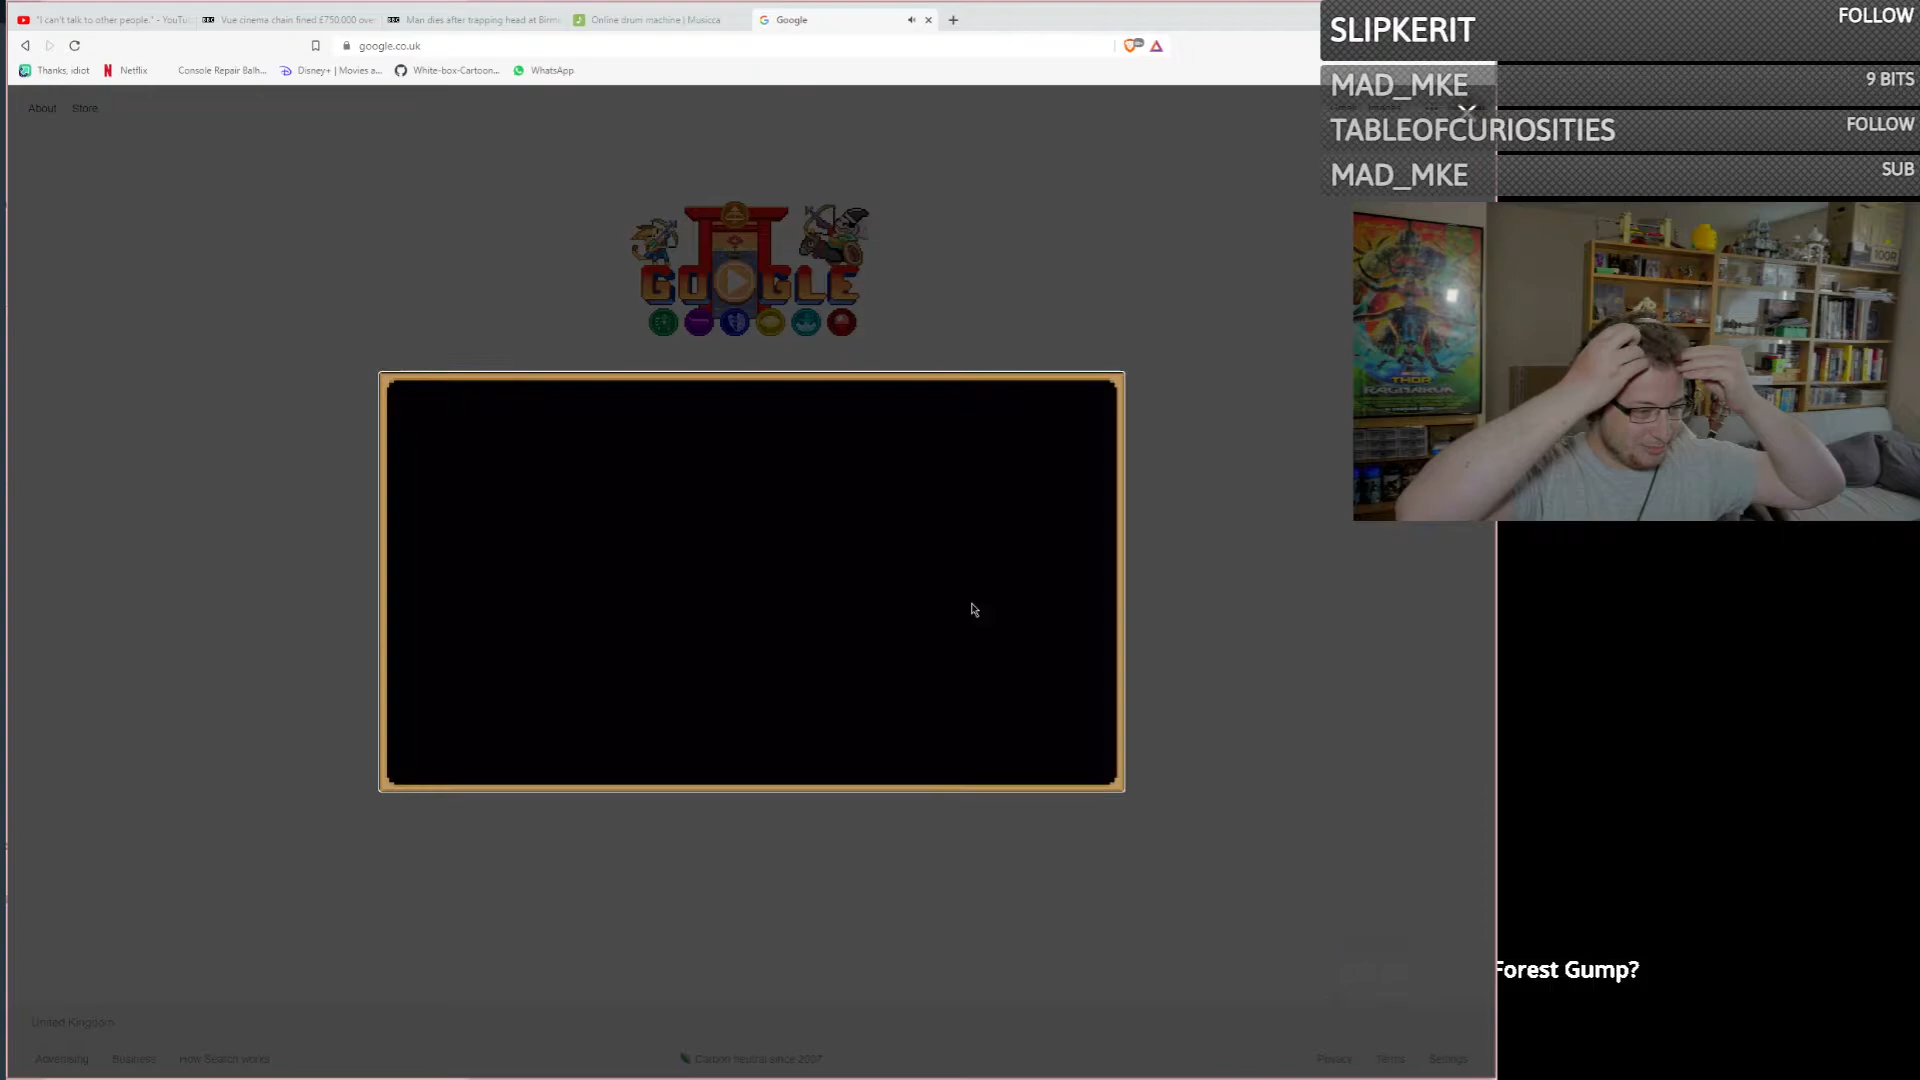 "I can't talk to other people." - YouTu
Vue cinema chain fined £750,000 over
Man dies after trapping head at Birm
Online drum machine | Musicca
Google
google.co.uk
Thanks, idiot
Netflix
Console Repair Balh...
Disney+ | Movies a...
White-box-Cartoon...
WhatsApp
About
Store
GOOGLE
SLIPKERIT FOLLOW
MAD_MKE 9 BITS
TABLEOFCURIOSITIES FOLLOW
MAD_MKE SUB
THOR
RAGNAROK
Forest Gump?
United Kingdom
Advertising
Business
How Search works
Carbon neutral since 2007
Privacy
Terms
Settings